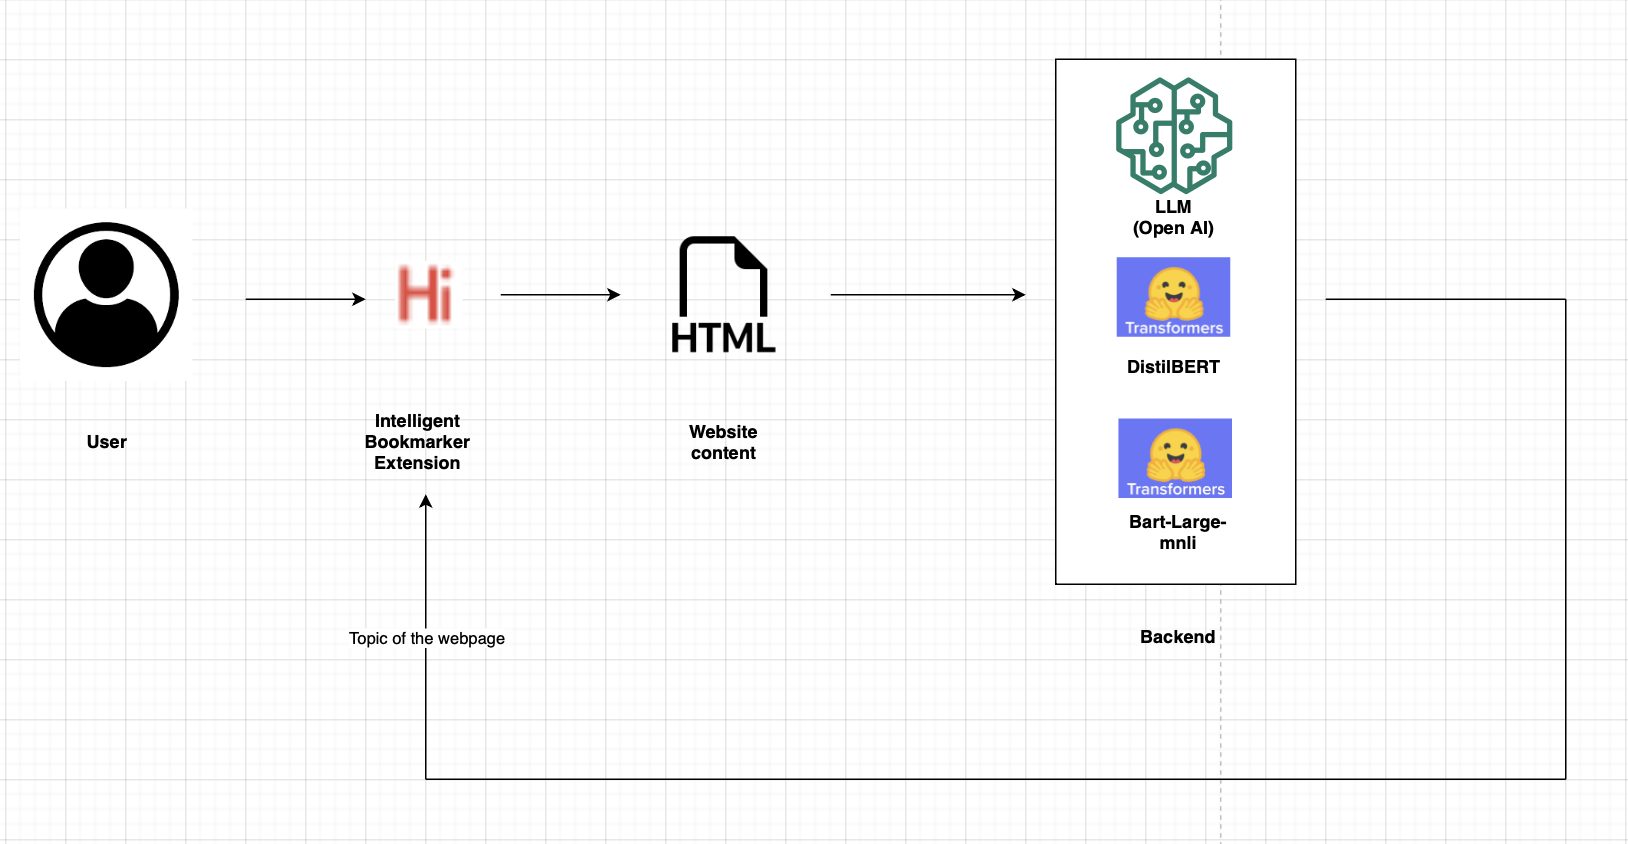 User
Hi
Intelligent
Bookmarker
Extension
HTML
Website
content
LLM
(Open AI)
Transformers
DistilBERT
Transformers
Bart-Large-
mnli
Backend
Topic of the webpage